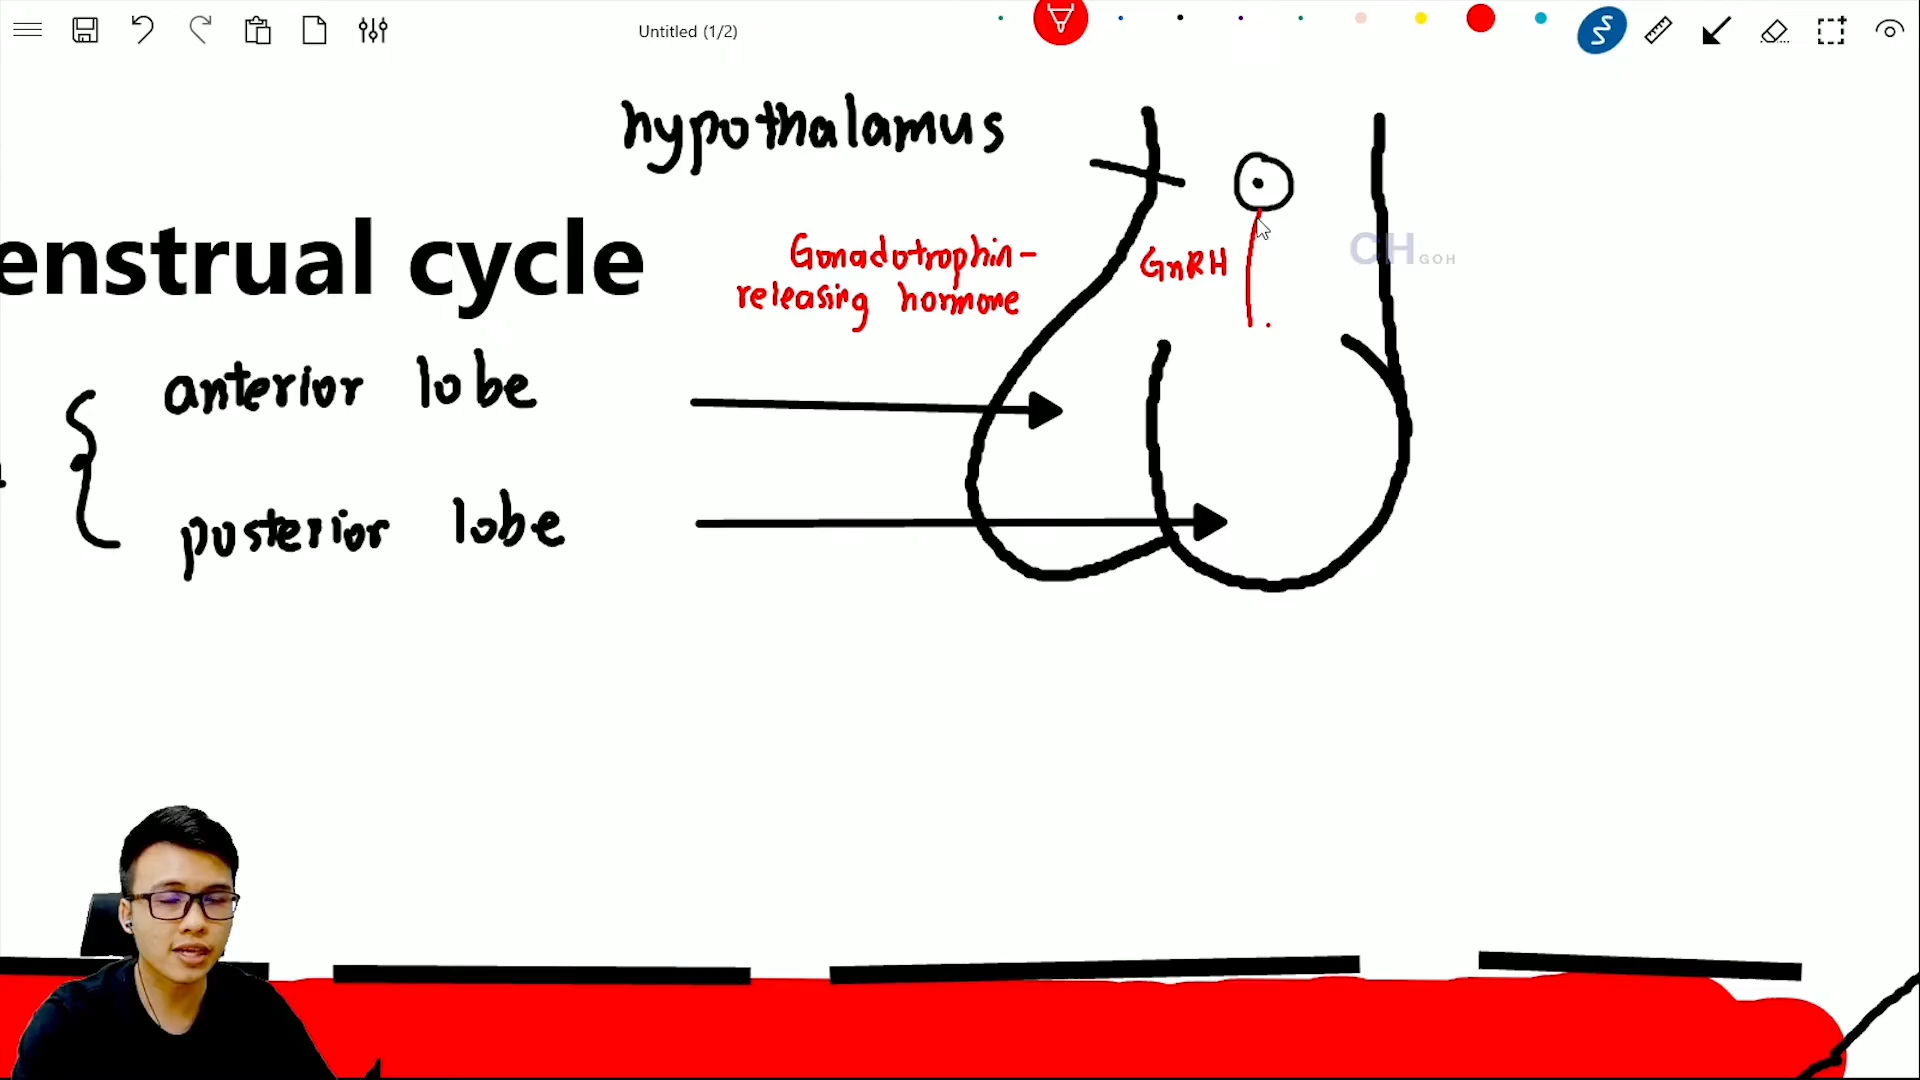 Untitled (1/2)
hypothalamus
enstrual cycle
Gonadotrophin-
releasing hormone
GnRH
CH GOH
anterior lobe
posterior lobe